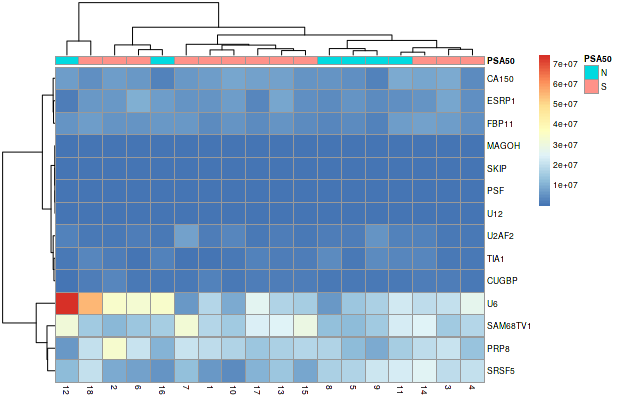 PSA50
CA150
ESRP1
FBP11
MAGOH
SKIP
PSF
U12
U2AF2
TIA1
CUGBP
U6
SAM68TV1
PRP8
SRSF5
12 18 2 6 16 7 1 10 17 13 15 8 5 9 11 14 3 4
7e+07
6e+07
5e+07
4e+07
3e+07
2e+07
1e+07
PSA50
N
S